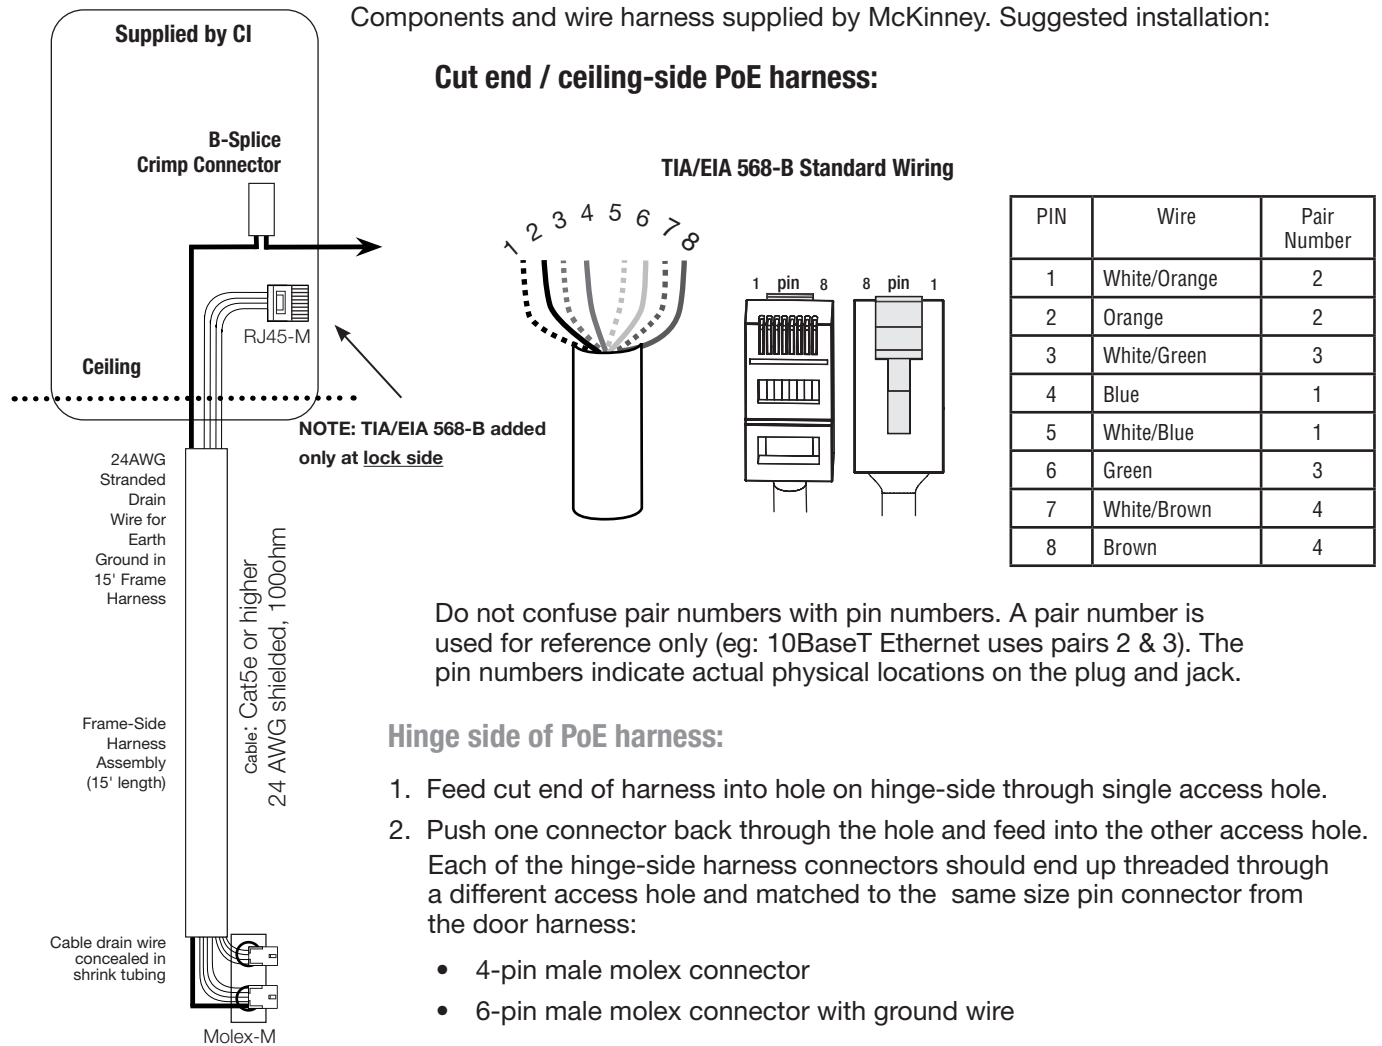 Components and wire harness supplied by McKinney. Suggested installation:
Supplied by CI
B-Splice
Crimp Connector
RJ45-M
Ceiling
NOTE: TIA/EIA 568-B added
only at lock side
24AWG
Stranded
Drain
Wire for
Earth
Ground in
15' Frame
Harness
Cable: Cat5e or higher
24 AWG shielded, 100ohm
Frame-Side
Harness
Assembly
(15' length)
Cable drain wire
concealed in
shrink tubing
Molex-M
Cut end / ceiling-side PoE harness:
TIA/EIA 568-B Standard Wiring
1 2 3 4 5 6 7 8
1 pin 8
8 pin 1
PIN Wire Pair
Number
1 White/Orange 2
2 Orange 2
3 White/Green 3
4 Blue 1
5 White/Blue 1
6 Green 3
7 White/Brown 4
8 Brown 4
Do not confuse pair numbers with pin numbers. A pair number is
used for reference only (eg: 10BaseT Ethernet uses pairs 2 & 3). The
pin numbers indicate actual physical locations on the plug and jack.
Hinge side of PoE harness:
1. Feed cut end of harness into hole on hinge-side through single access hole.
2. Push one connector back through the hole and feed into the other access hole.
Each of the hinge-side harness connectors should end up threaded through
a different access hole and matched to the same size pin connector from
the door harness:
• 4-pin male molex connector
• 6-pin male molex connector with ground wire